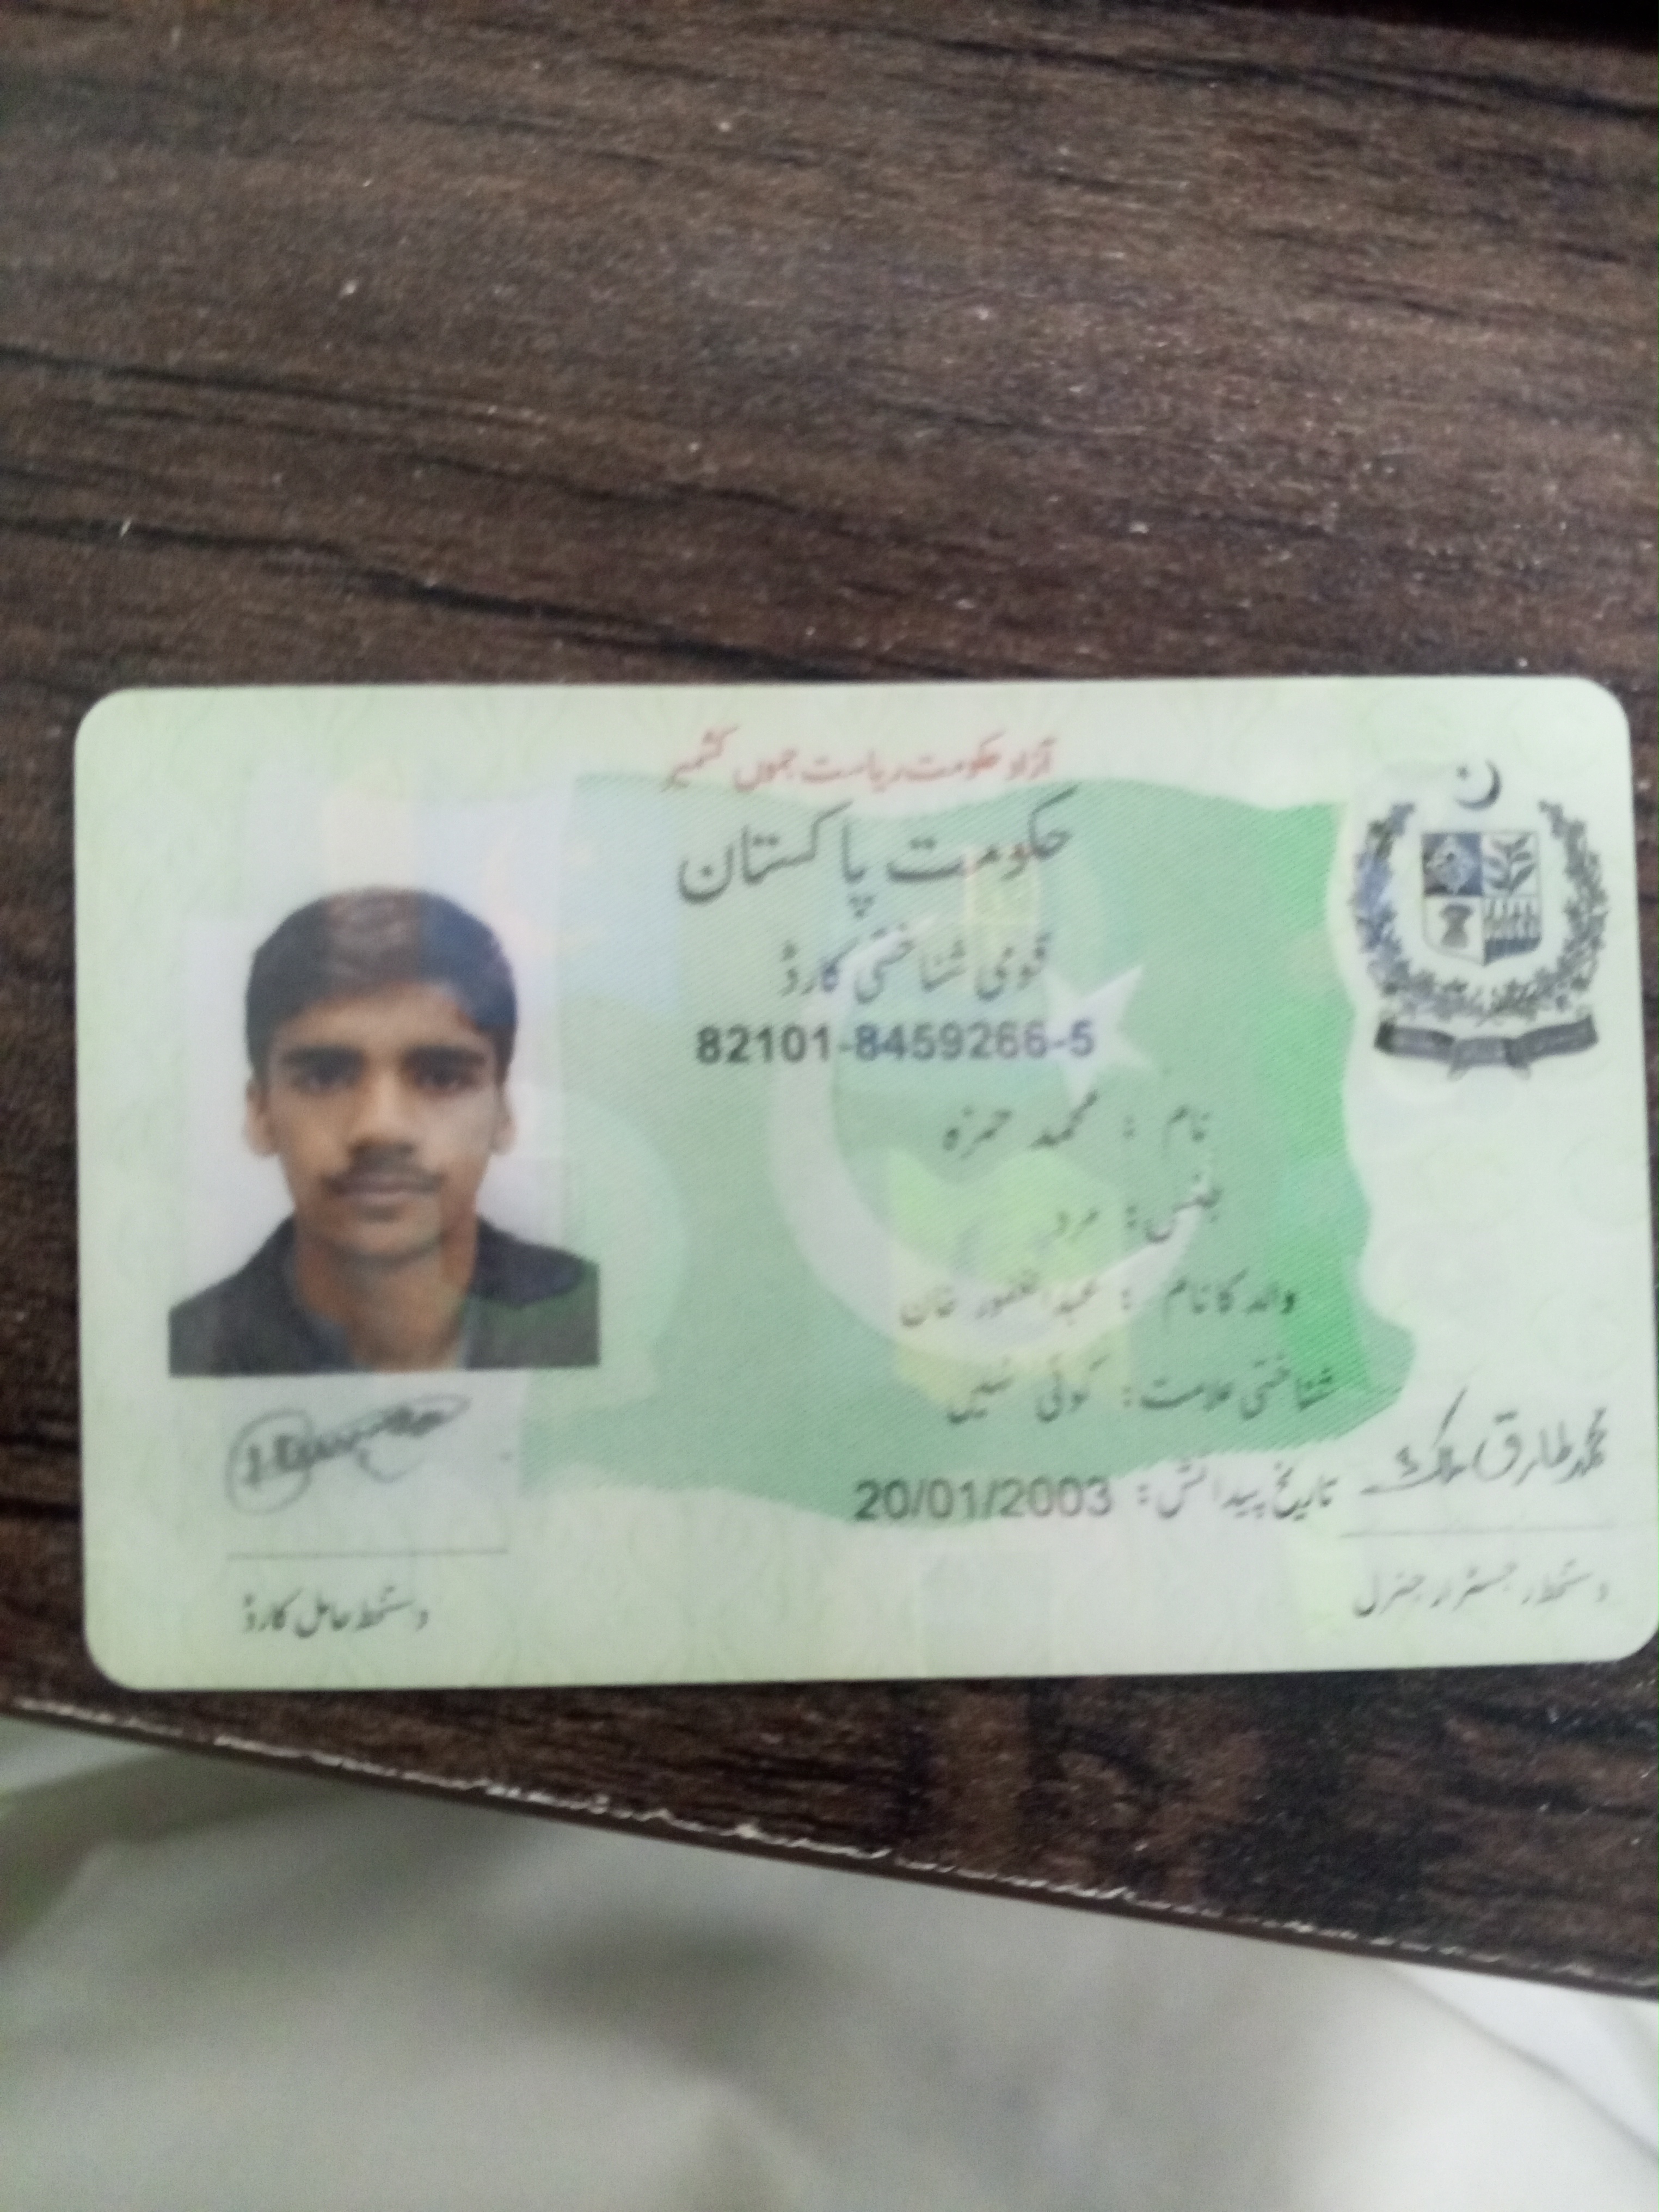 آزاد حکومت ریاست جموں کشمیر
حکومت پاکستان
قومی شناختی کارڈ
82101-8459266-5
نام : محمد حمزہ
جنس: مرد
والد کا نام : عبدالغفور خان
شناختی علامت: کوئی نہیں
تاریخ پیدائش: 20/01/2003
محمد طارق ملک
دستخط حامل کارڈ
دستخط رجسٹرار جنرل